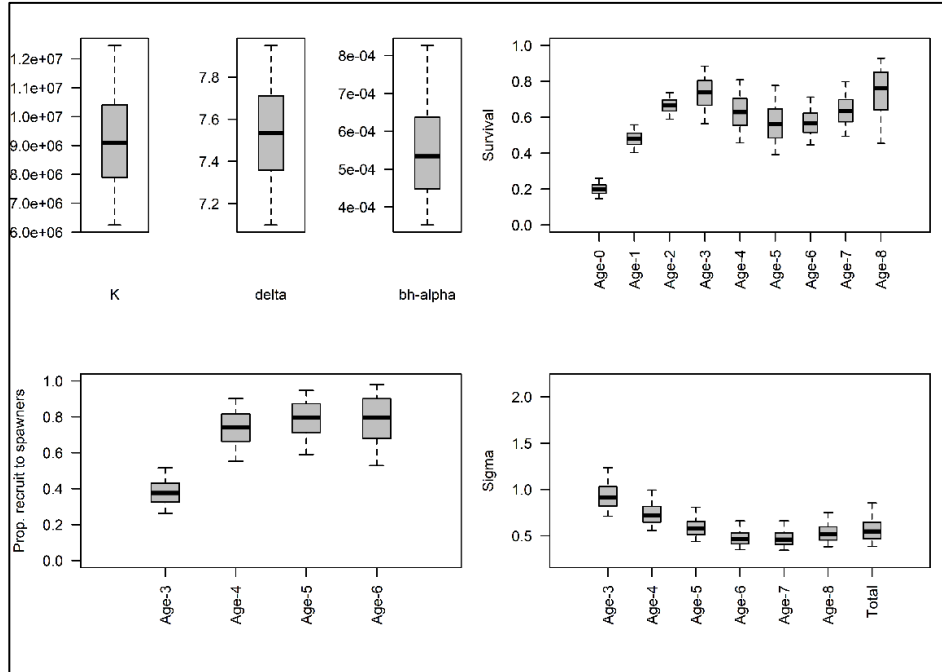 1.2e+07
1.1e+07
1.0e+07
9.0e+06
8.0e+06
7.0e+06
6.0e+06
K
7.8
7.6
7.4
7.2
delta
8e-04
7e-04
6e-04
5e-04
4e-04
bh-alpha
Survival
1.0
0.8
0.6
0.4
0.2
0.0
Age-0
Age-1
Age-2
Age-3
Age-4
Age-5
Age-6
Age-7
Age-8
Prop. recruit to spawners
1.0
0.8
0.6
0.4
0.2
0.0
Age-3
Age-4
Age-5
Age-6
Sigma
2.0
1.5
1.0
0.5
Age-3
Age-4
Age-5
Age-6
Age-7
Age-8
Total